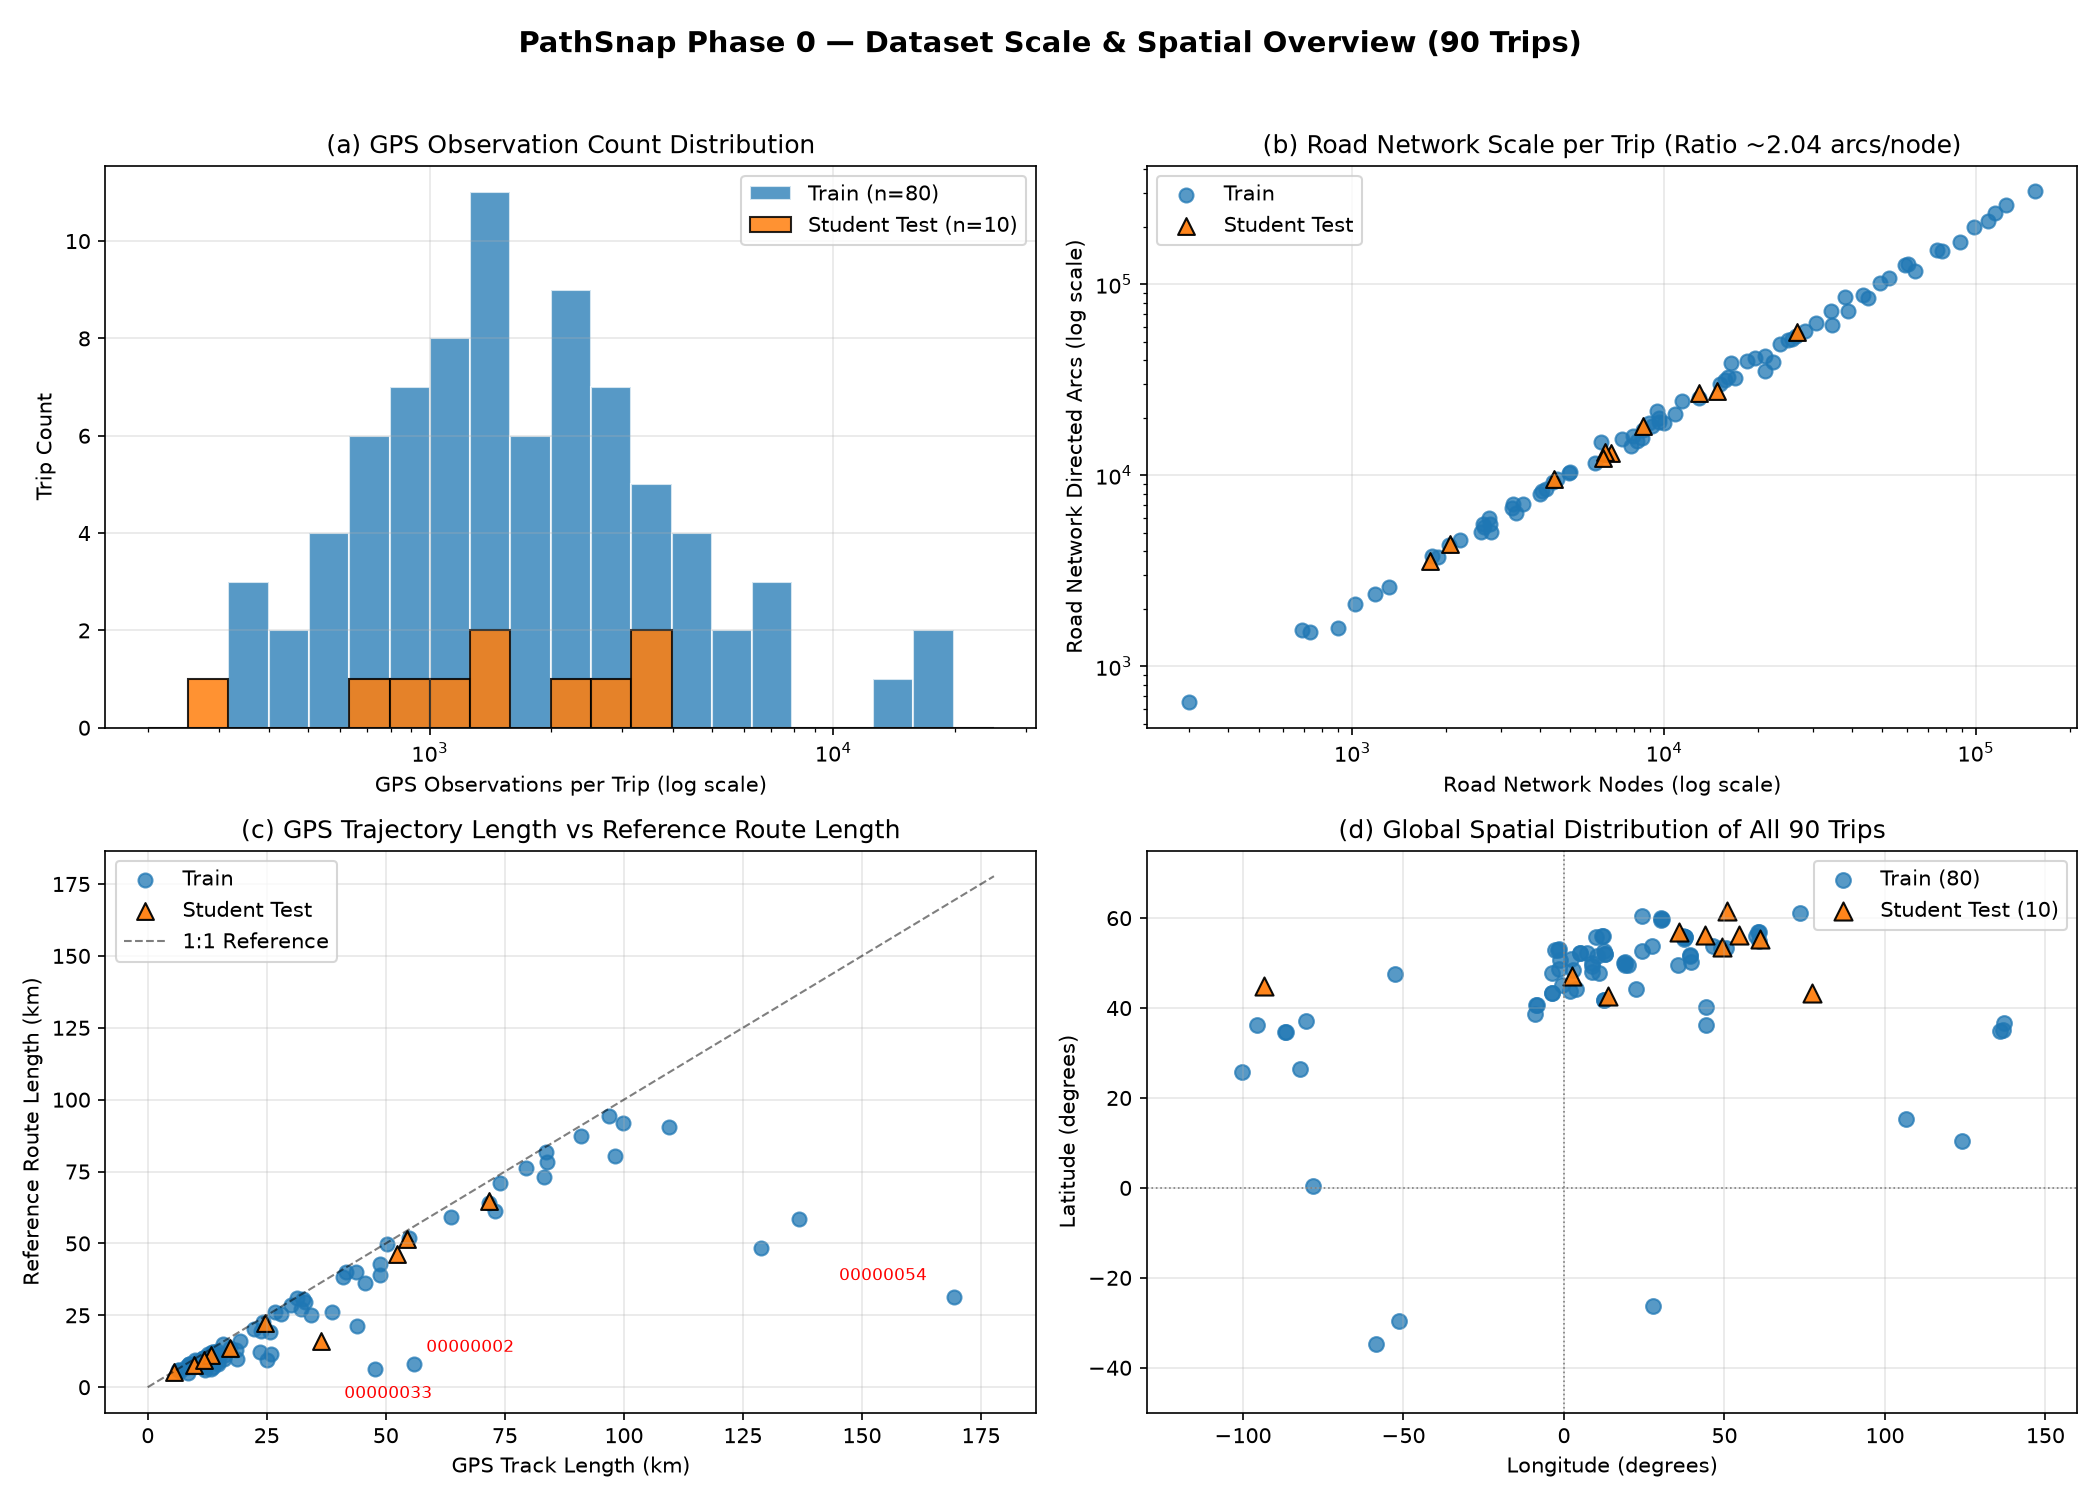 PathSnap Phase 0 — Dataset Scale & Spatial Overview (90 Trips)
(a) GPS Observation Count Distribution
Train (n=80)
Student Test (n=10)
Trip Count
0
2
4
6
8
10
10³
10⁴
GPS Observations per Trip (log scale)
(b) Road Network Scale per Trip (Ratio ~2.04 arcs/node)
Train
Student Test
Road Network Directed Arcs (log scale)
10⁵
10⁴
10³
10³
10⁴
10⁵
Road Network Nodes (log scale)
(c) GPS Trajectory Length vs Reference Route Length
Train
Student Test
1:1 Reference
Reference Route Length (km)
175
150
125
100
75
50
25
0
00000054
00000002
00000033
0
25
50
75
100
125
150
175
GPS Track Length (km)
(d) Global Spatial Distribution of All 90 Trips
Train (80)
Student Test (10)
Latitude (degrees)
60
40
20
0
−20
−40
−100
−50
0
50
100
150
Longitude (degrees)